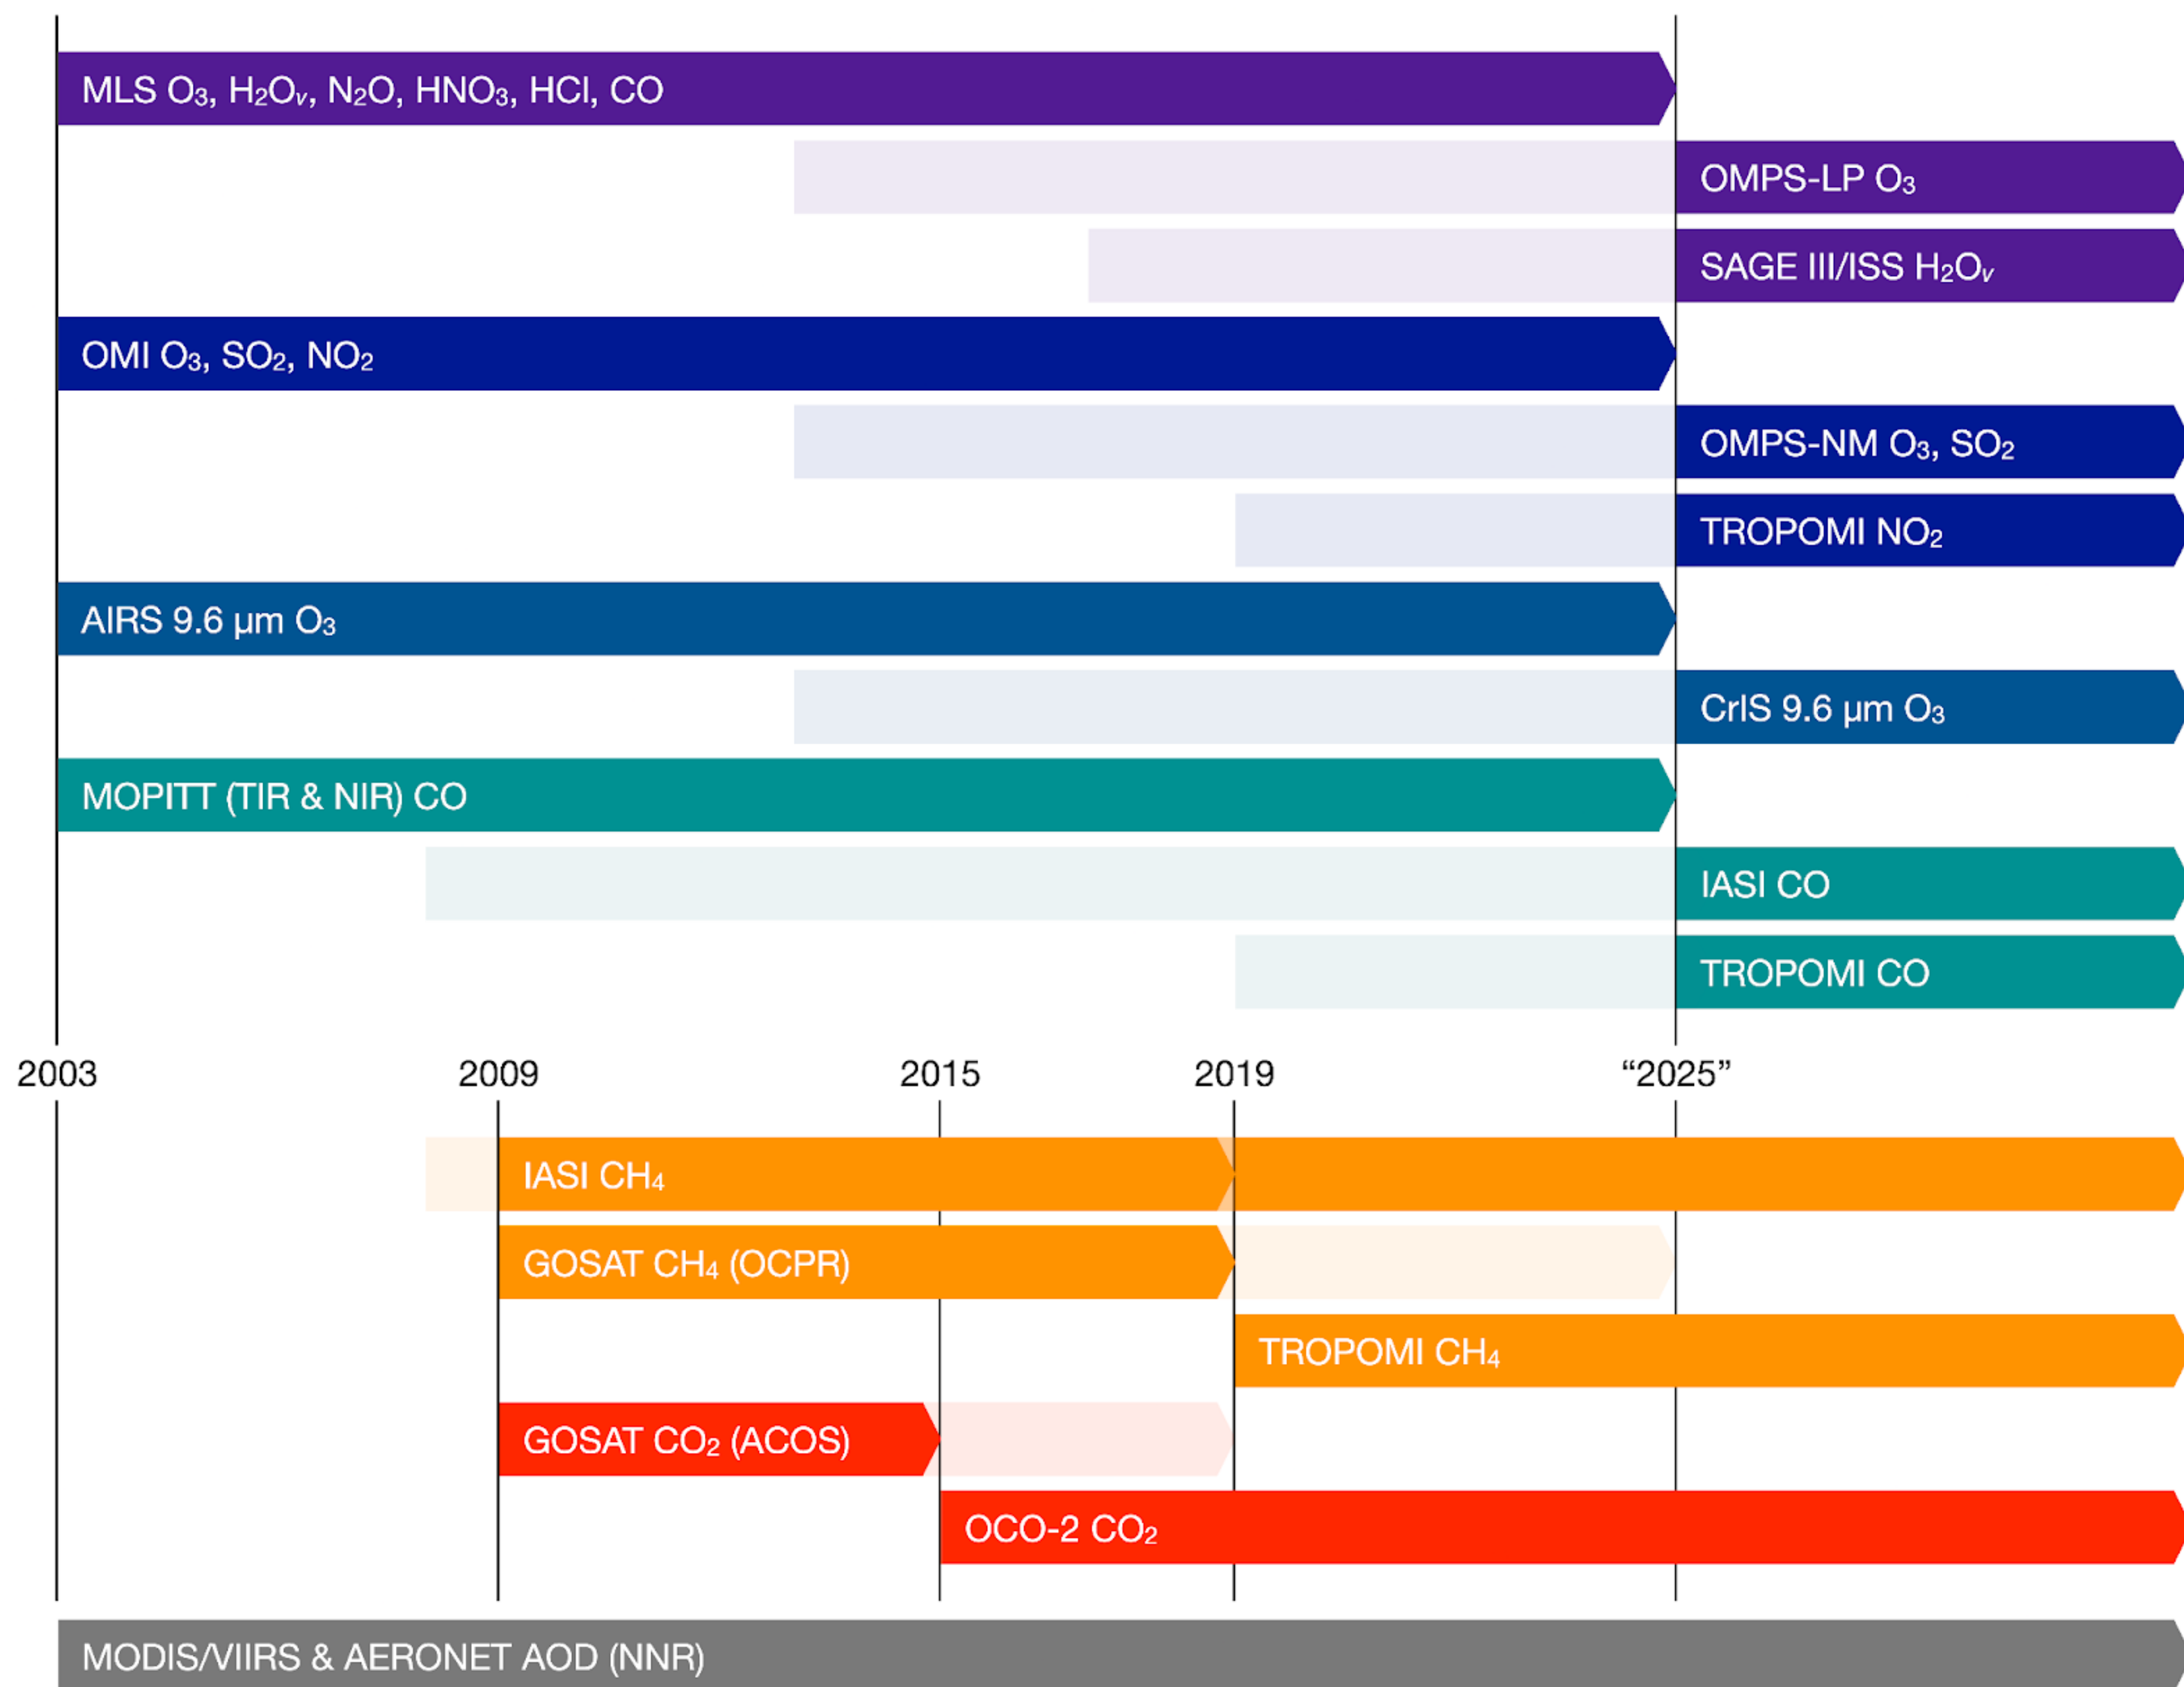 MLS O₃, H₂Oᵥ, N₂O, HNO₃, HCl, CO
OMPS-LP O₃
SAGE III/ISS H₂Oᵥ
OMI O₃, SO₂, NO₂
OMPS-NM O₃, SO₂
TROPOMI NO₂
AIRS 9.6 µm O₃
CrIS 9.6 µm O₃
MOPITT (TIR & NIR) CO
IASI CO
TROPOMI CO
2003 2009 2015 2019 “2025”
IASI CH₄
GOSAT CH₄ (OCPR)
TROPOMI CH₄
GOSAT CO₂ (ACOS)
OCO-2 CO₂
MODIS/VIIRS & AERONET AOD (NNR)